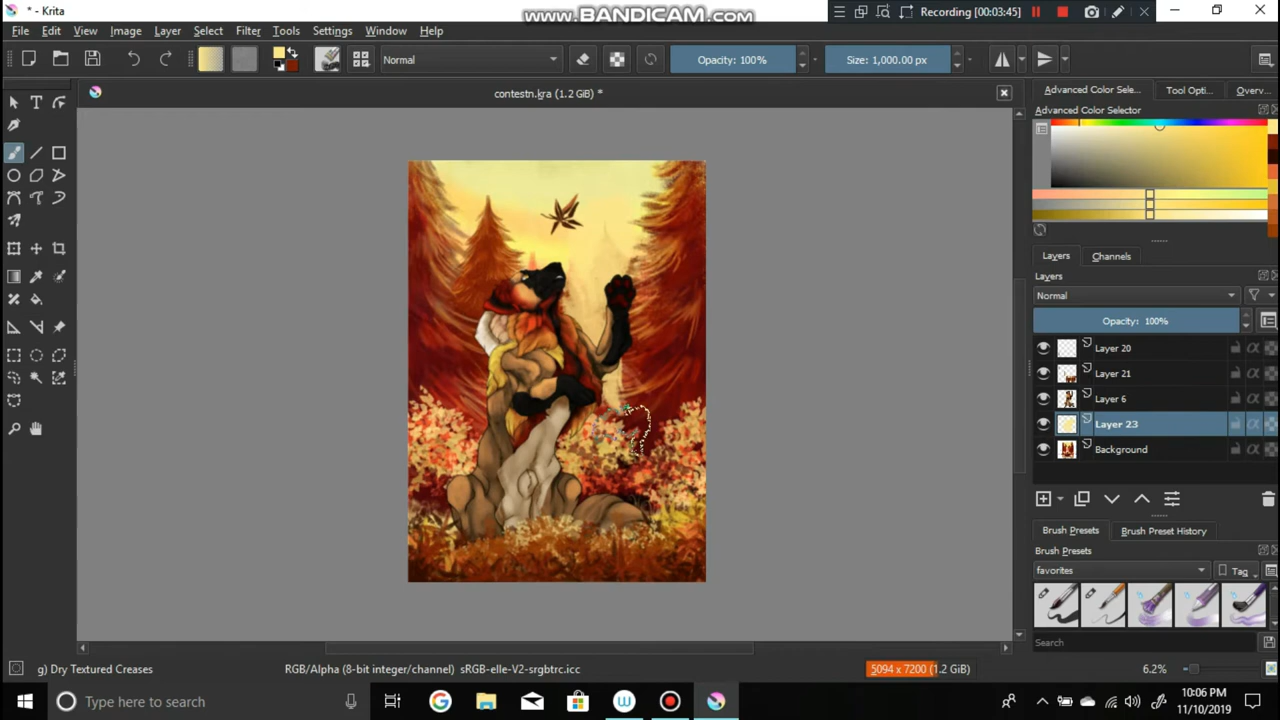 * - Krita
www.BANDICAM.com
Recording [00:03:45]
File Edit View Image Layer Select Filter Tools Settings Window Help
Normal
Opacity: 100%
Size: 1,000.00 px
contestn.kra (1.2 GiB) *
Advanced Color Sele...
Tool Opti...
Overv...
Advanced Color Selector
Layers
Channels
Layers
Normal
Opacity: 100%
Layer 20
Layer 21
Layer 6
Layer 23
Background
Brush Presets
Brush Preset History
Brush Presets
favorites
Tag
Search
g) Dry Textured Creases
RGB/Alpha (8-bit integer/channel) sRGB-elle-V2-srgbtrc.icc
5094 x 7200 (1.2 GiB)
6.2%
Type here to search
10:06 PM
11/10/2019